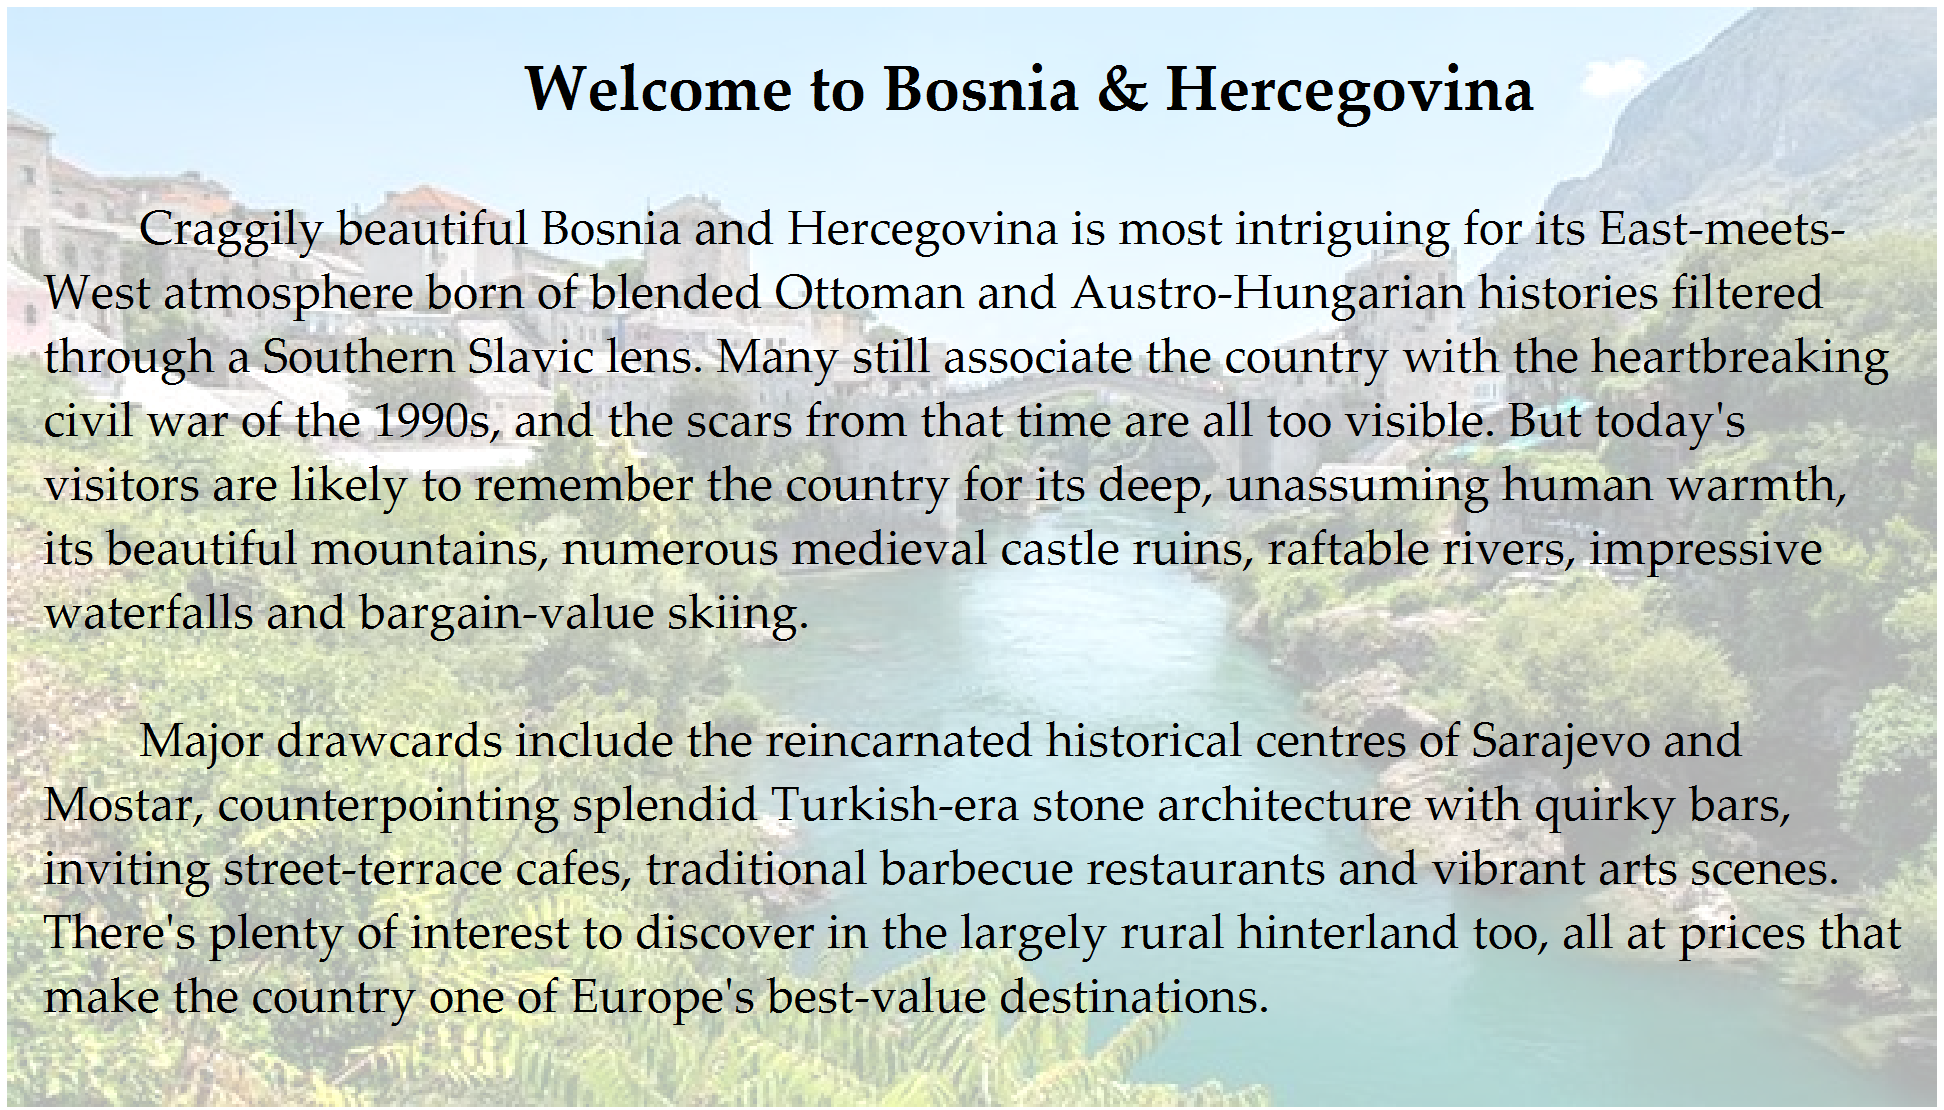 Welcome to Bosnia & Hercegovina
Craggily beautiful Bosnia and Hercegovina is most intriguing for its East-meets-
West atmosphere born of blended Ottoman and Austro-Hungarian histories filtered
through a Southern Slavic lens. Many still associate the country with the heartbreaking
civil war of the 1990s, and the scars from that time are all too visible. But today's
visitors are likely to remember the country for its deep, unassuming human warmth,
its beautiful mountains, numerous medieval castle ruins, raftable rivers, impressive
waterfalls and bargain-value skiing.
Major drawcards include the reincarnated historical centres of Sarajevo and
Mostar, counterpointing splendid Turkish-era stone architecture with quirky bars,
inviting street-terrace cafes, traditional barbecue restaurants and vibrant arts scenes.
There's plenty of interest to discover in the largely rural hinterland too, all at prices that
make the country one of Europe's best-value destinations.